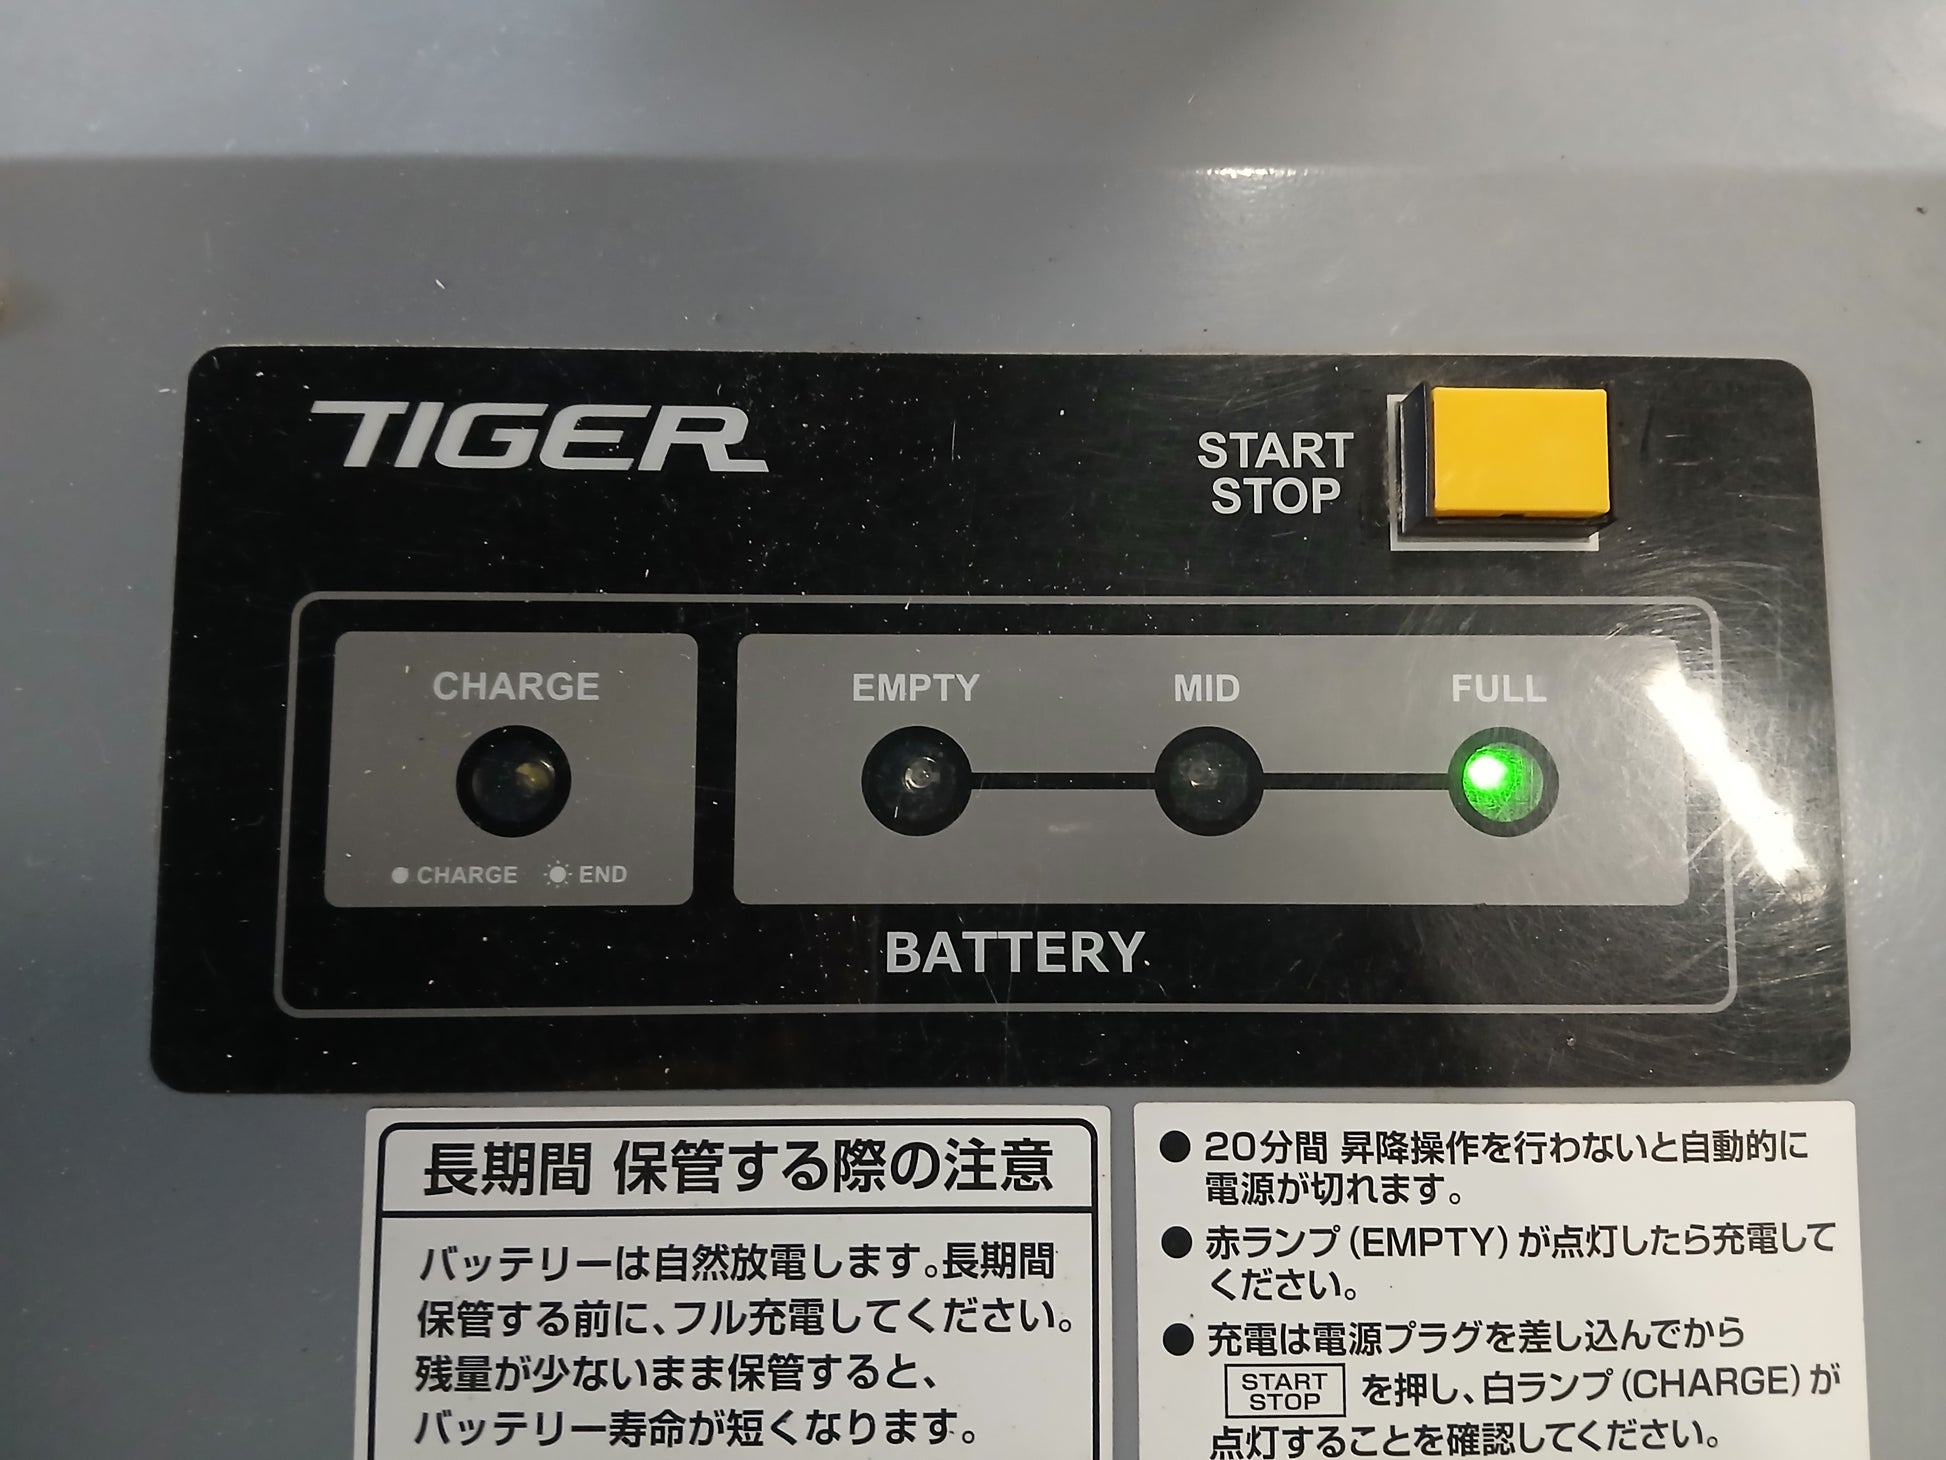 TIGER
START
STOP
CHARGE
EMPTY
MID
FULL
CHARGE
END
BATTERY
長期間 保管する際の注意
バッテリーは自然放電します。長期間
保管する前に、フル充電してください。
残量が少ないまま保管すると、
バッテリー寿命が短くなります。
● 20分間 昇降操作を行わないと自動的に
電源が切れます。
● 赤ランプ(EMPTY)が点灯したら充電して
ください。
● 充電は電源プラグを差し込んでから
START STOP を押し、白ランプ(CHARGE)が
点灯することを確認してください。